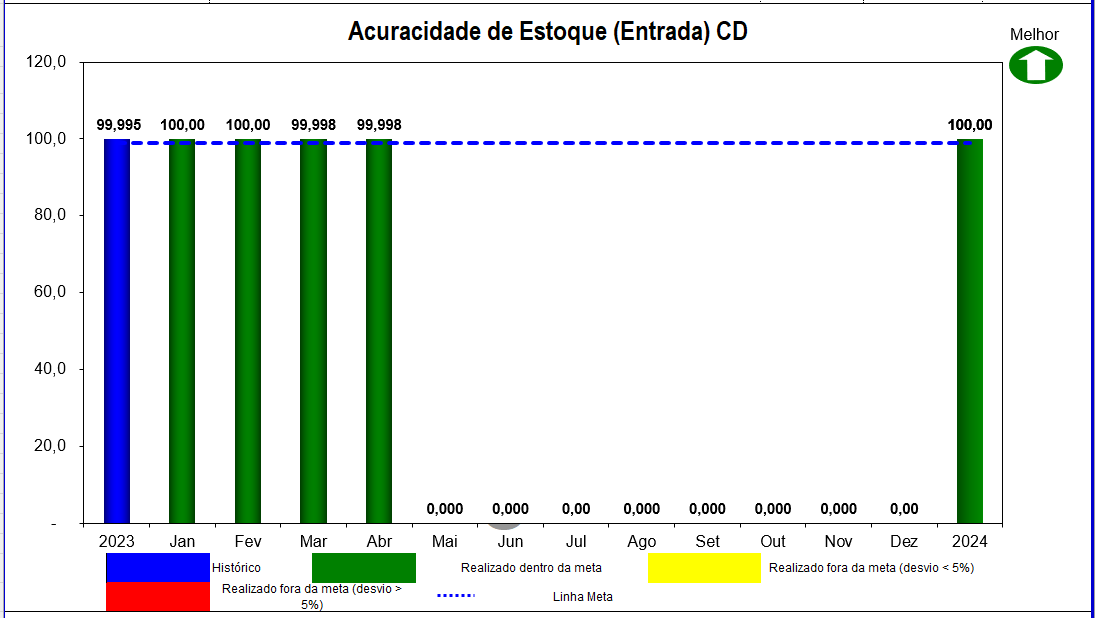 Acuracidade de Estoque (Entrada) CD
Melhor
120,0
100,0
80,0
60,0
40,0
20,0
-
99,995 100,00 100,00 99,998 99,998 100,00
0,000 0,000 0,00 0,000 0,000 0,000 0,000 0,00
2023 Jan Fev Mar Abr Mai Jun Jul Ago Set Out Nov Dez 2024
Histórico Realizado dentro da meta Realizado fora da meta (desvio < 5%)
Realizado fora da meta (desvio >
5%)
Linha Meta